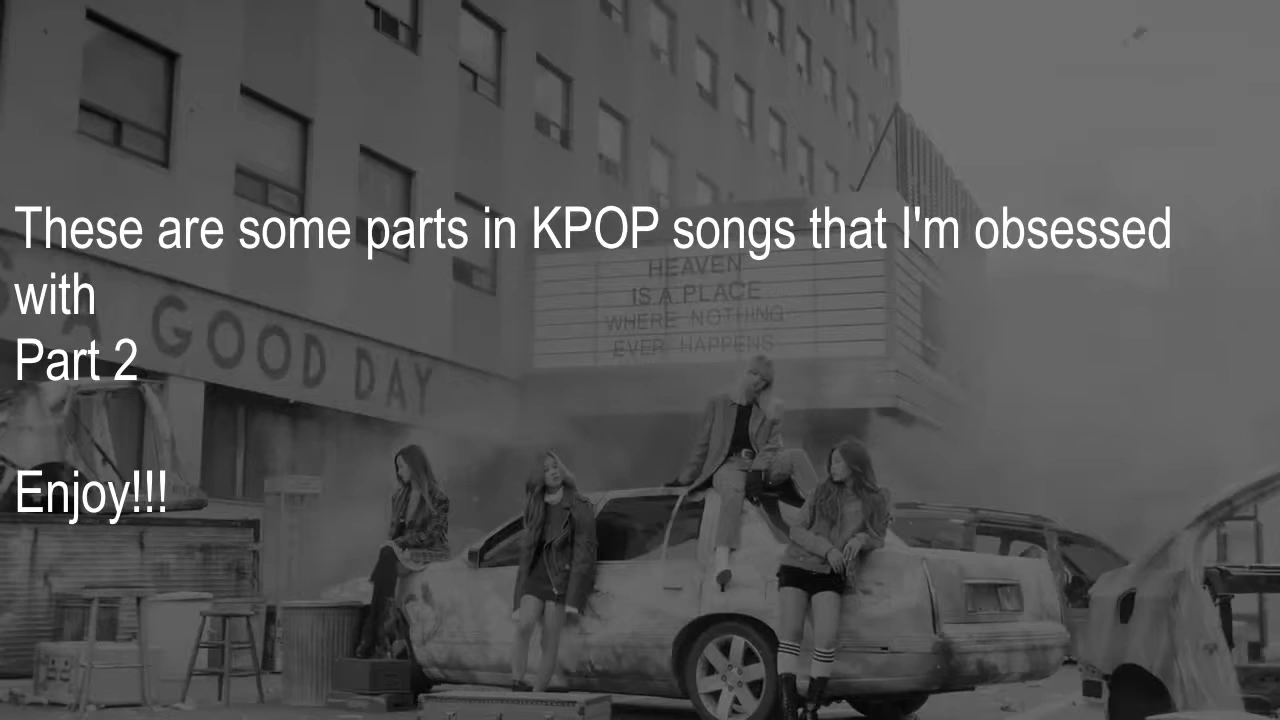 These are some parts in KPOP songs that I'm obsessed
with
Part 2
Enjoy!!!
HEAVEN
IS A PLACE
WHERE NOTHING
EVER HAPPENS
S A GOOD DAY